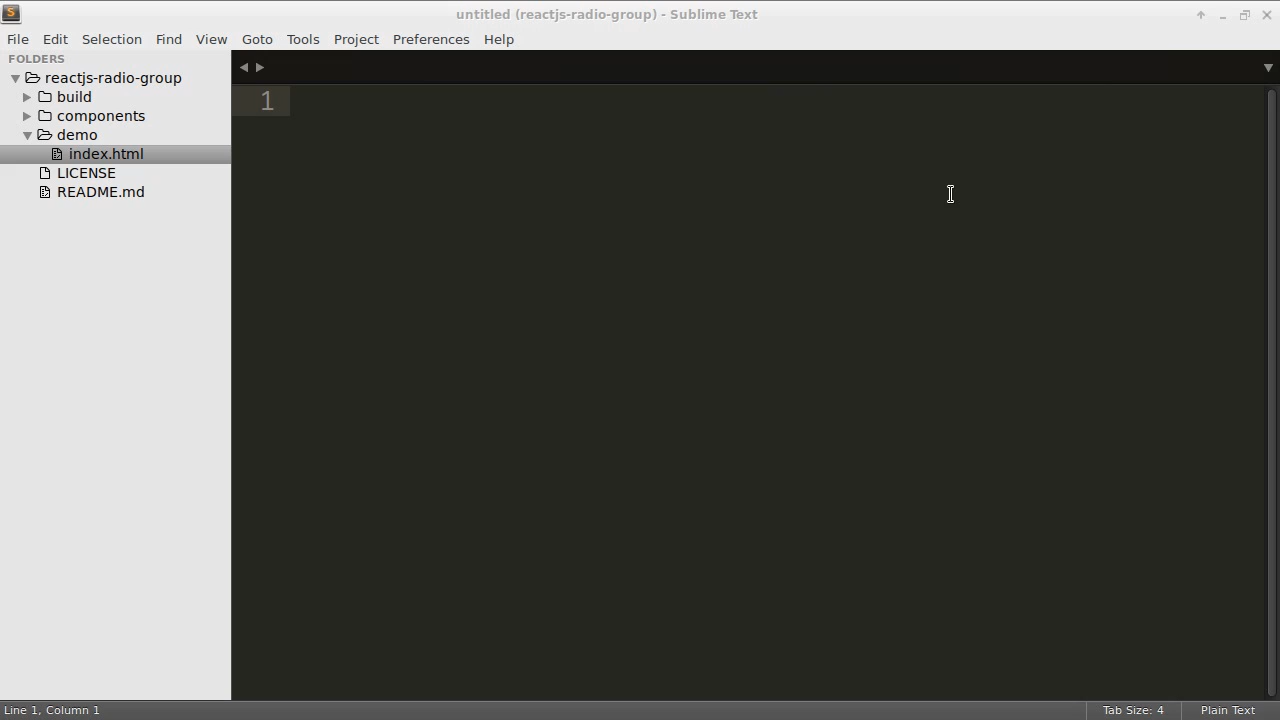 untitled (reactjs-radio-group) - Sublime Text
File Edit Selection Find View Goto Tools Project Preferences Help
FOLDERS
reactjs-radio-group
build
components
demo
index.html
LICENSE
README.md
1
Line 1, Column 1
Tab Size: 4
Plain Text